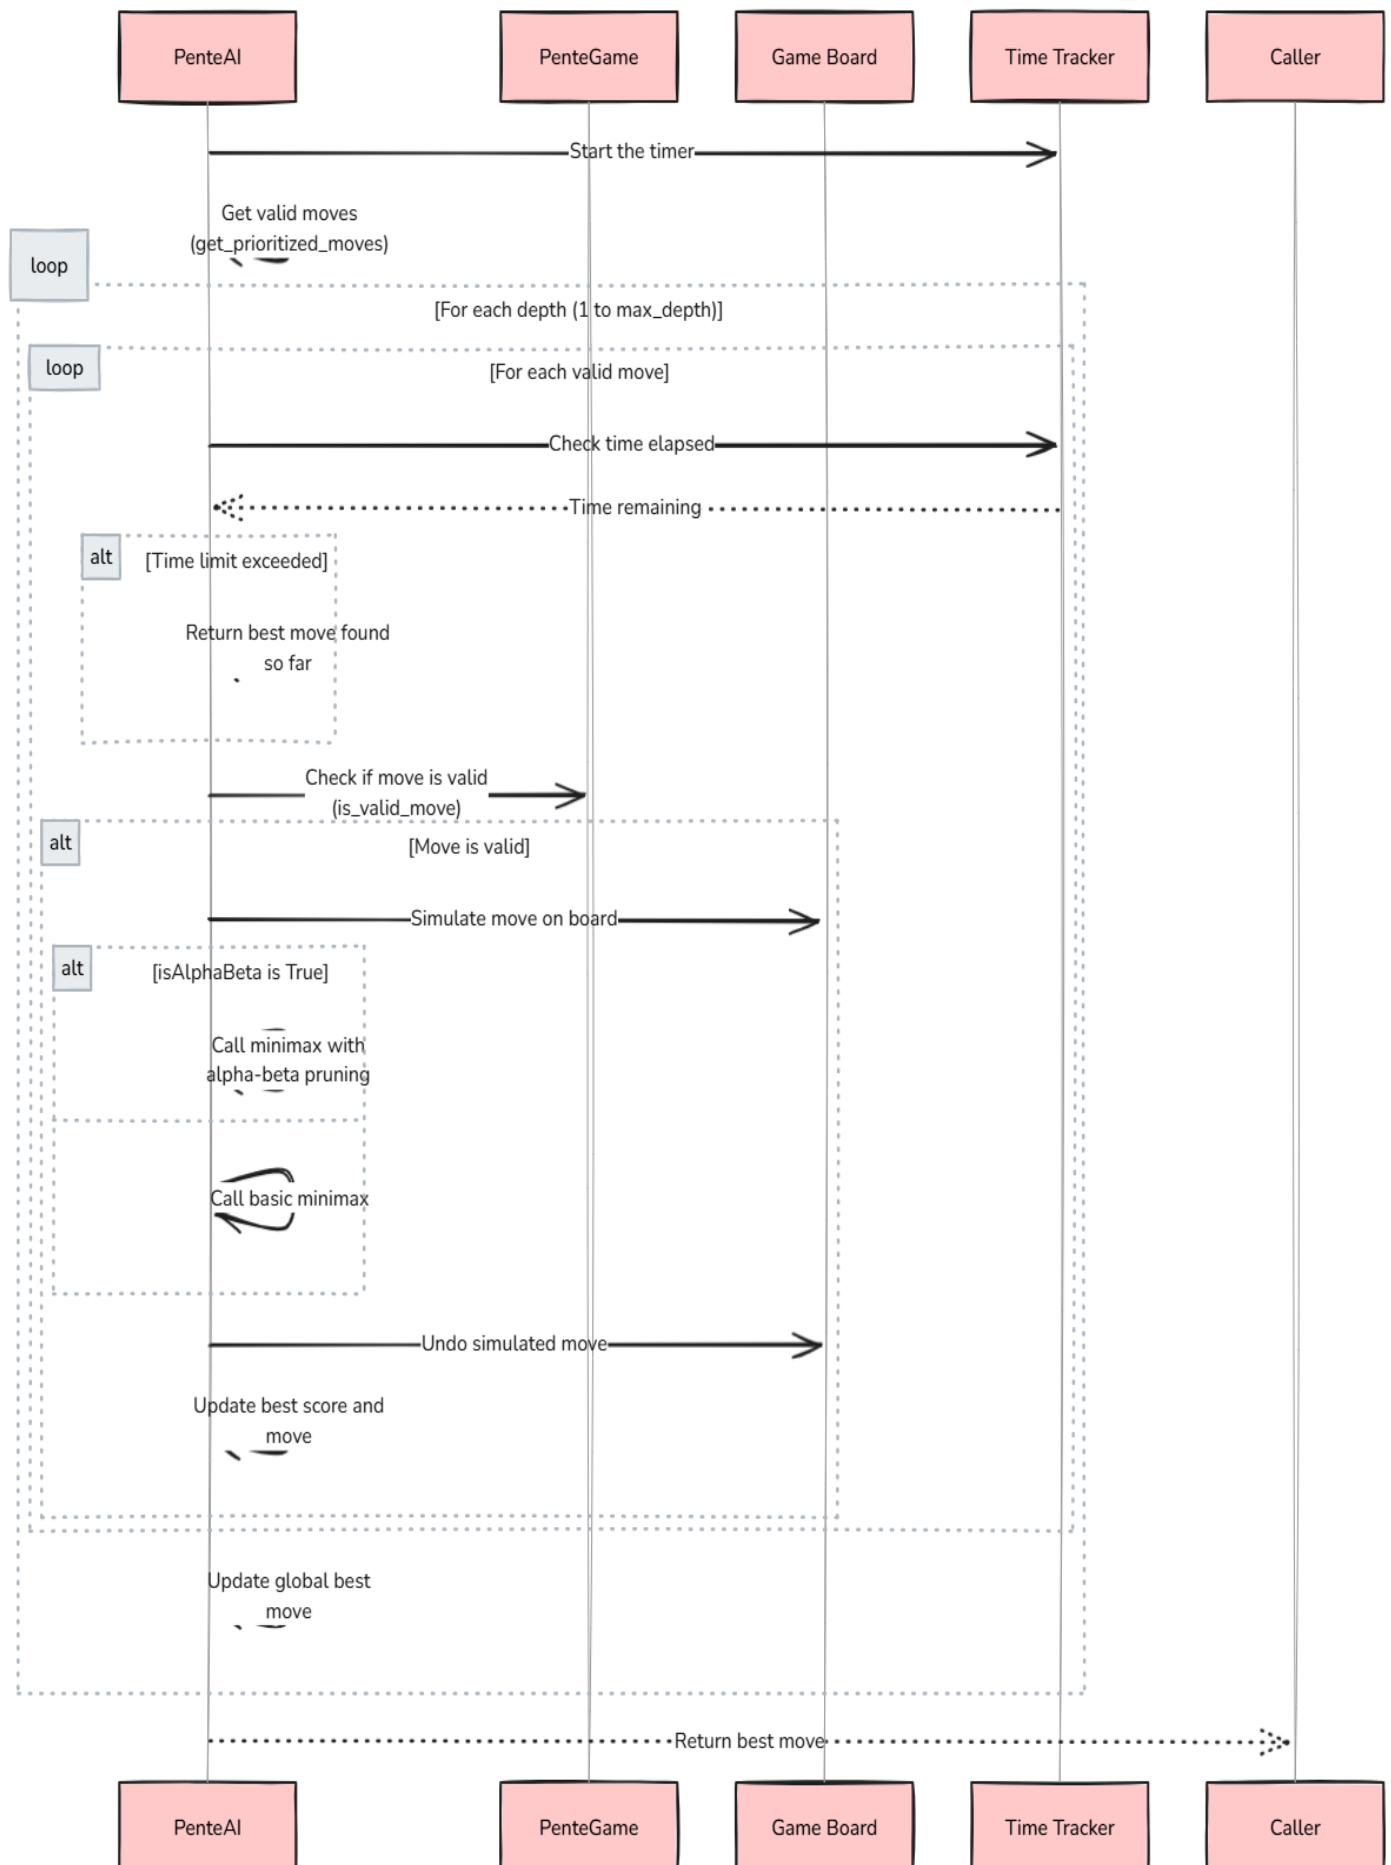 PenteAI
PenteGame
Game Board
Time Tracker
Caller
Start the timer
Get valid moves
(get_prioritized_moves)
loop
[For each depth (1 to max_depth)]
loop
[For each valid move]
Check time elapsed
Time remaining
alt
[Time limit exceeded]
Return best move found
so far
Check if move is valid
(is_valid_move)
alt
[Move is valid]
Simulate move on board
alt
[isAlphaBeta is True]
Call minimax with
alpha-beta pruning
Call basic minimax
Undo simulated move
Update best score and
move
Update global best
move
Return best move
PenteAI
PenteGame
Game Board
Time Tracker
Caller